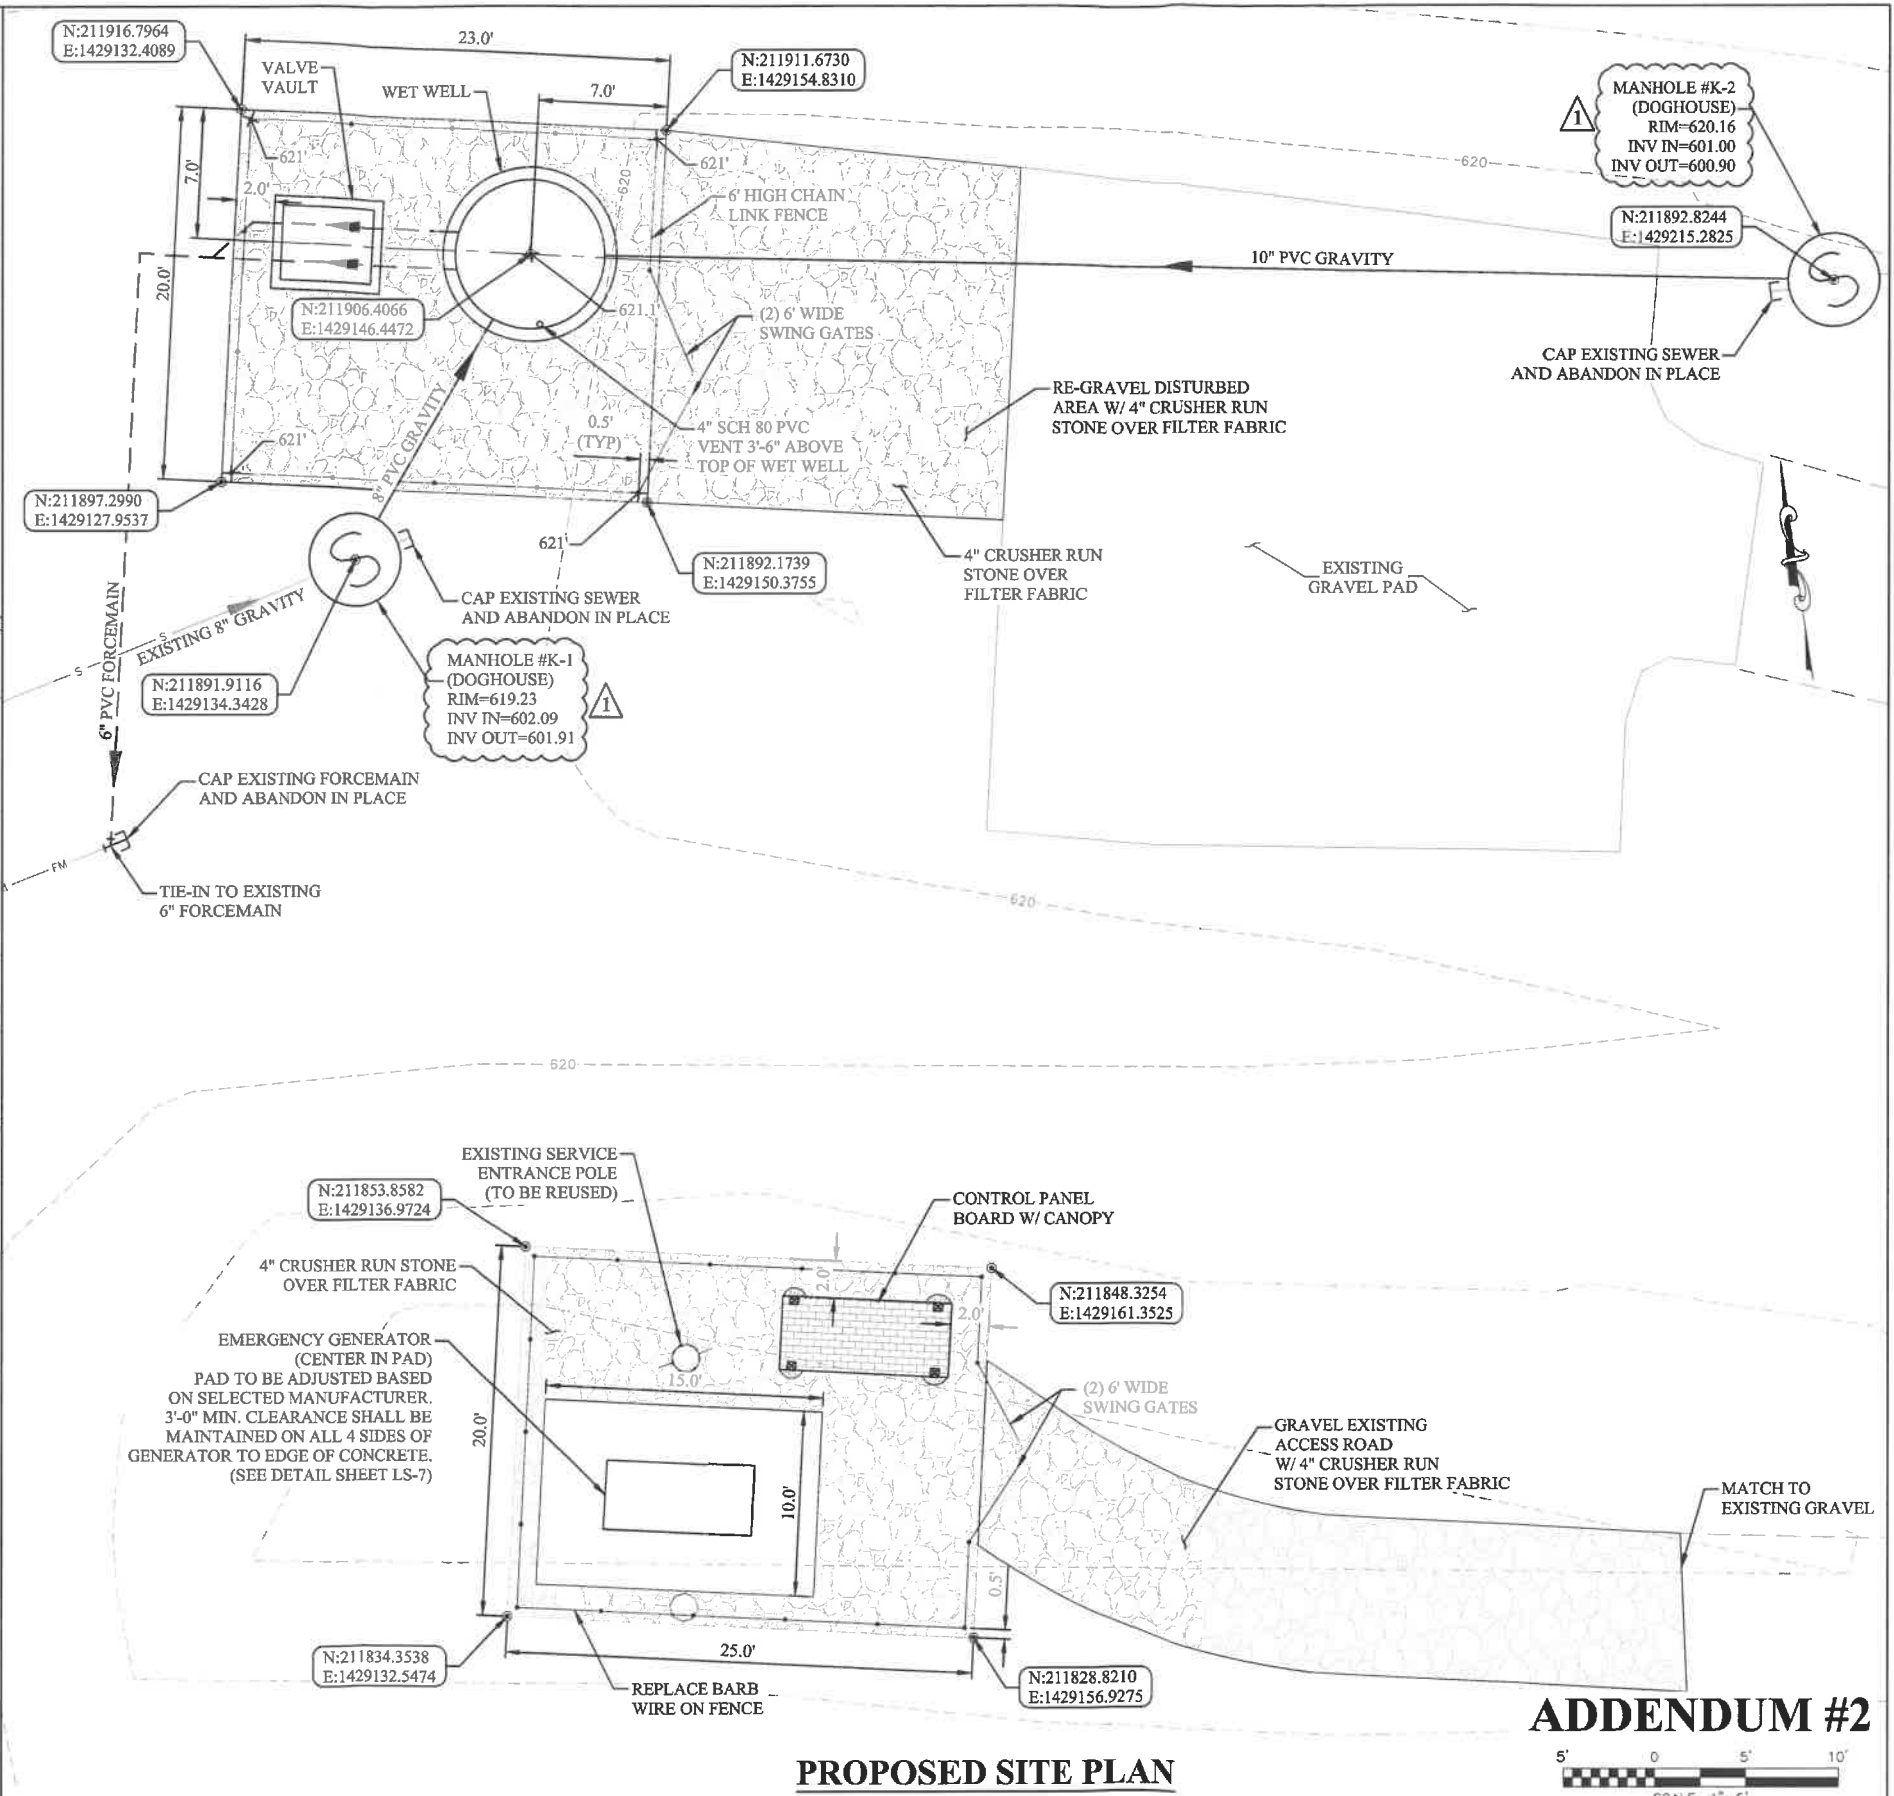 N:211916.7964
E:1429132.4089
23.0'
N:211911.6730
E:1429154.8310
VALVE
VAULT
WET WELL
7.0'
MANHOLE #K-2
(DOGHOUSE)
RIM=620.16
INV IN=601.00
INV OUT=600.90
1
621'
621'
620
620
7.0'
2.0'
6' HIGH CHAIN
LINK FENCE
N:211892.8244
E:1429215.2825
10" PVC GRAVITY
20.0'
N:211906.4066
E:1429146.4472
621.1'
(2) 6' WIDE
SWING GATES
CAP EXISTING SEWER
AND ABANDON IN PLACE
RE-GRAVEL DISTURBED
AREA W/ 4" CRUSHER RUN
STONE OVER FILTER FABRIC
8" PVC GRAVITY
0.5'
(TYP)
4" SCH 80 PVC
VENT 3'-6" ABOVE
TOP OF WET WELL
621'
N:211897.2990
E:1429127.9537
621'
N:211892.1739
E:1429150.3755
4" CRUSHER RUN
STONE OVER
FILTER FABRIC
EXISTING
GRAVEL PAD
CAP EXISTING SEWER
AND ABANDON IN PLACE
S
S
EXISTING 8" GRAVITY
6" PVC FORCEMAIN
N:211891.9116
E:1429134.3428
MANHOLE #K-1
(DOGHOUSE)
RIM=619.23
INV IN=602.09
INV OUT=601.91
1
CAP EXISTING FORCEMAIN
AND ABANDON IN PLACE
FM
TIE-IN TO EXISTING
6" FORCEMAIN
620
620
EXISTING SERVICE
ENTRANCE POLE
(TO BE REUSED)
N:211853.8582
E:1429136.9724
CONTROL PANEL
BOARD W/ CANOPY
4" CRUSHER RUN STONE
OVER FILTER FABRIC
2.0'
2.0'
N:211848.3254
E:1429161.3525
EMERGENCY GENERATOR
(CENTER IN PAD)
PAD TO BE ADJUSTED BASED
ON SELECTED MANUFACTURER.
3'-0" MIN. CLEARANCE SHALL BE
MAINTAINED ON ALL 4 SIDES OF
GENERATOR TO EDGE OF CONCRETE.
(SEE DETAIL SHEET LS-7)
15.0'
20.0'
10.0'
(2) 6' WIDE
SWING GATES
GRAVEL EXISTING
ACCESS ROAD
W/ 4" CRUSHER RUN
STONE OVER FILTER FABRIC
MATCH TO
EXISTING GRAVEL
0.5'
25.0'
N:211834.3538
E:1429132.5474
REPLACE BARB
WIRE ON FENCE
N:211828.8210
E:1429156.9275
ADDENDUM #2
PROPOSED SITE PLAN
5' 0 5' 10'